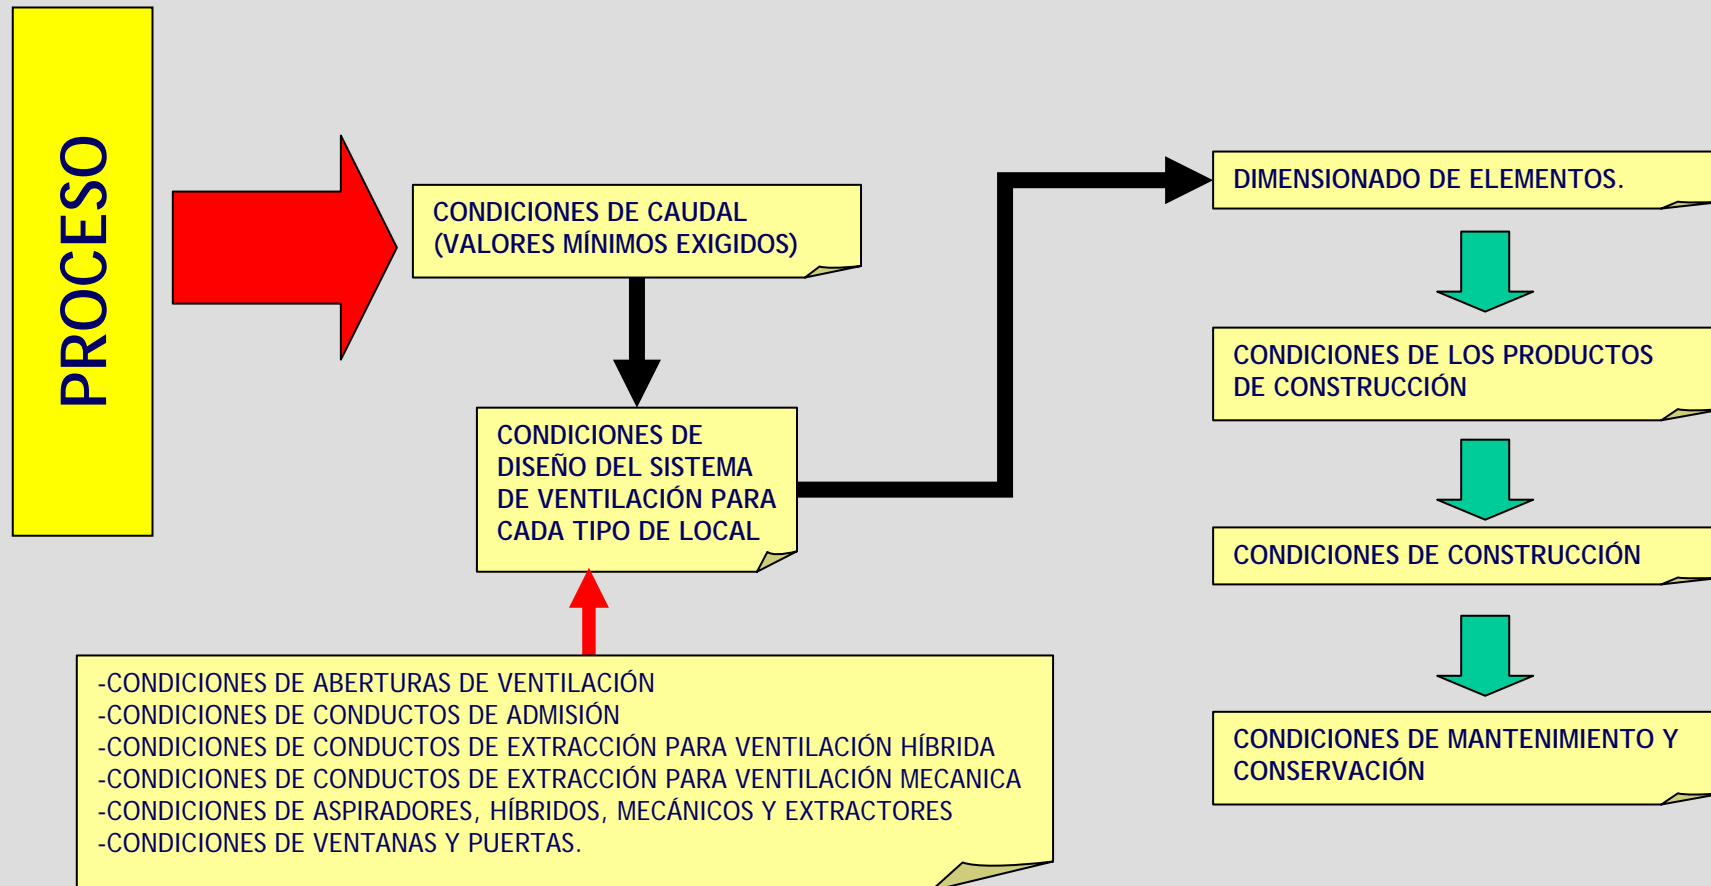 PROCESO
CONDICIONES DE CAUDAL
(VALORES MÍNIMOS EXIGIDOS)
CONDICIONES DE
DISEÑO DEL SISTEMA
DE VENTILACIÓN PARA
CADA TIPO DE LOCAL
-CONDICIONES DE ABERTURAS DE VENTILACIÓN
-CONDICIONES DE CONDUCTOS DE ADMISIÓN
-CONDICIONES DE CONDUCTOS DE EXTRACCIÓN PARA VENTILACIÓN HÍBRIDA
-CONDICIONES DE CONDUCTOS DE EXTRACCIÓN PARA VENTILACIÓN MECANICA
-CONDICIONES DE ASPIRADORES, HÍBRIDOS, MECÁNICOS Y EXTRACTORES
-CONDICIONES DE VENTANAS Y PUERTAS.
DIMENSIONADO DE ELEMENTOS.
CONDICIONES DE LOS PRODUCTOS
DE CONSTRUCCIÓN
CONDICIONES DE CONSTRUCCIÓN
CONDICIONES DE MANTENIMIENTO Y
CONSERVACIÓN